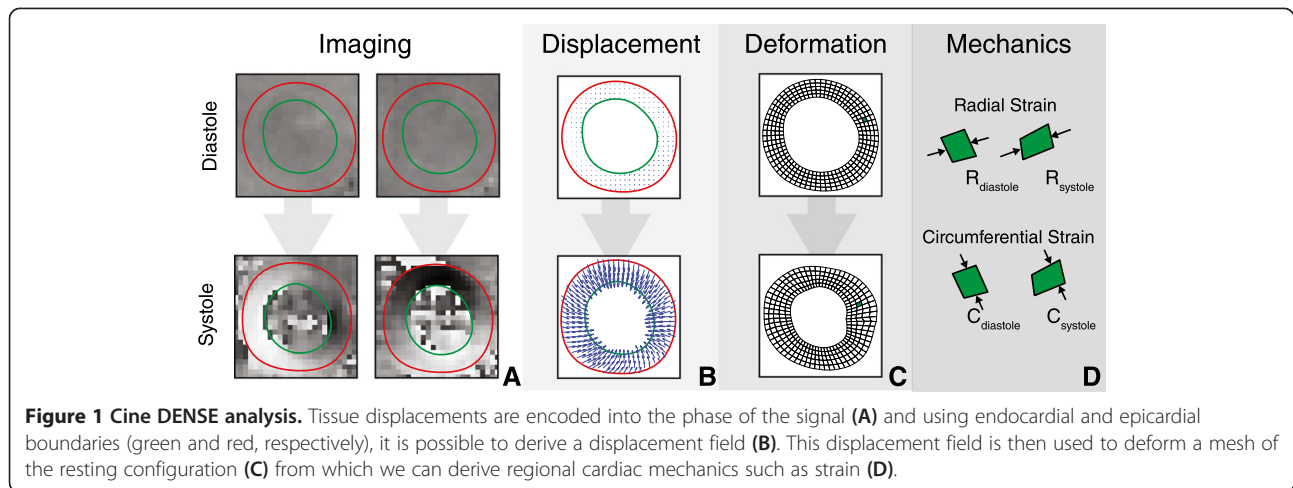 Imaging
Displacement
Deformation
Mechanics
Diastole
Systole
A
B
C
Radial Strain
R_diastole
R_systole
Circumferential Strain
C_diastole
C_systole
D
Figure 1 Cine DENSE analysis. Tissue displacements are encoded into the phase of the signal (A) and using endocardial and epicardial
boundaries (green and red, respectively), it is possible to derive a displacement field (B). This displacement field is then used to deform a mesh of
the resting configuration (C) from which we can derive regional cardiac mechanics such as strain (D).